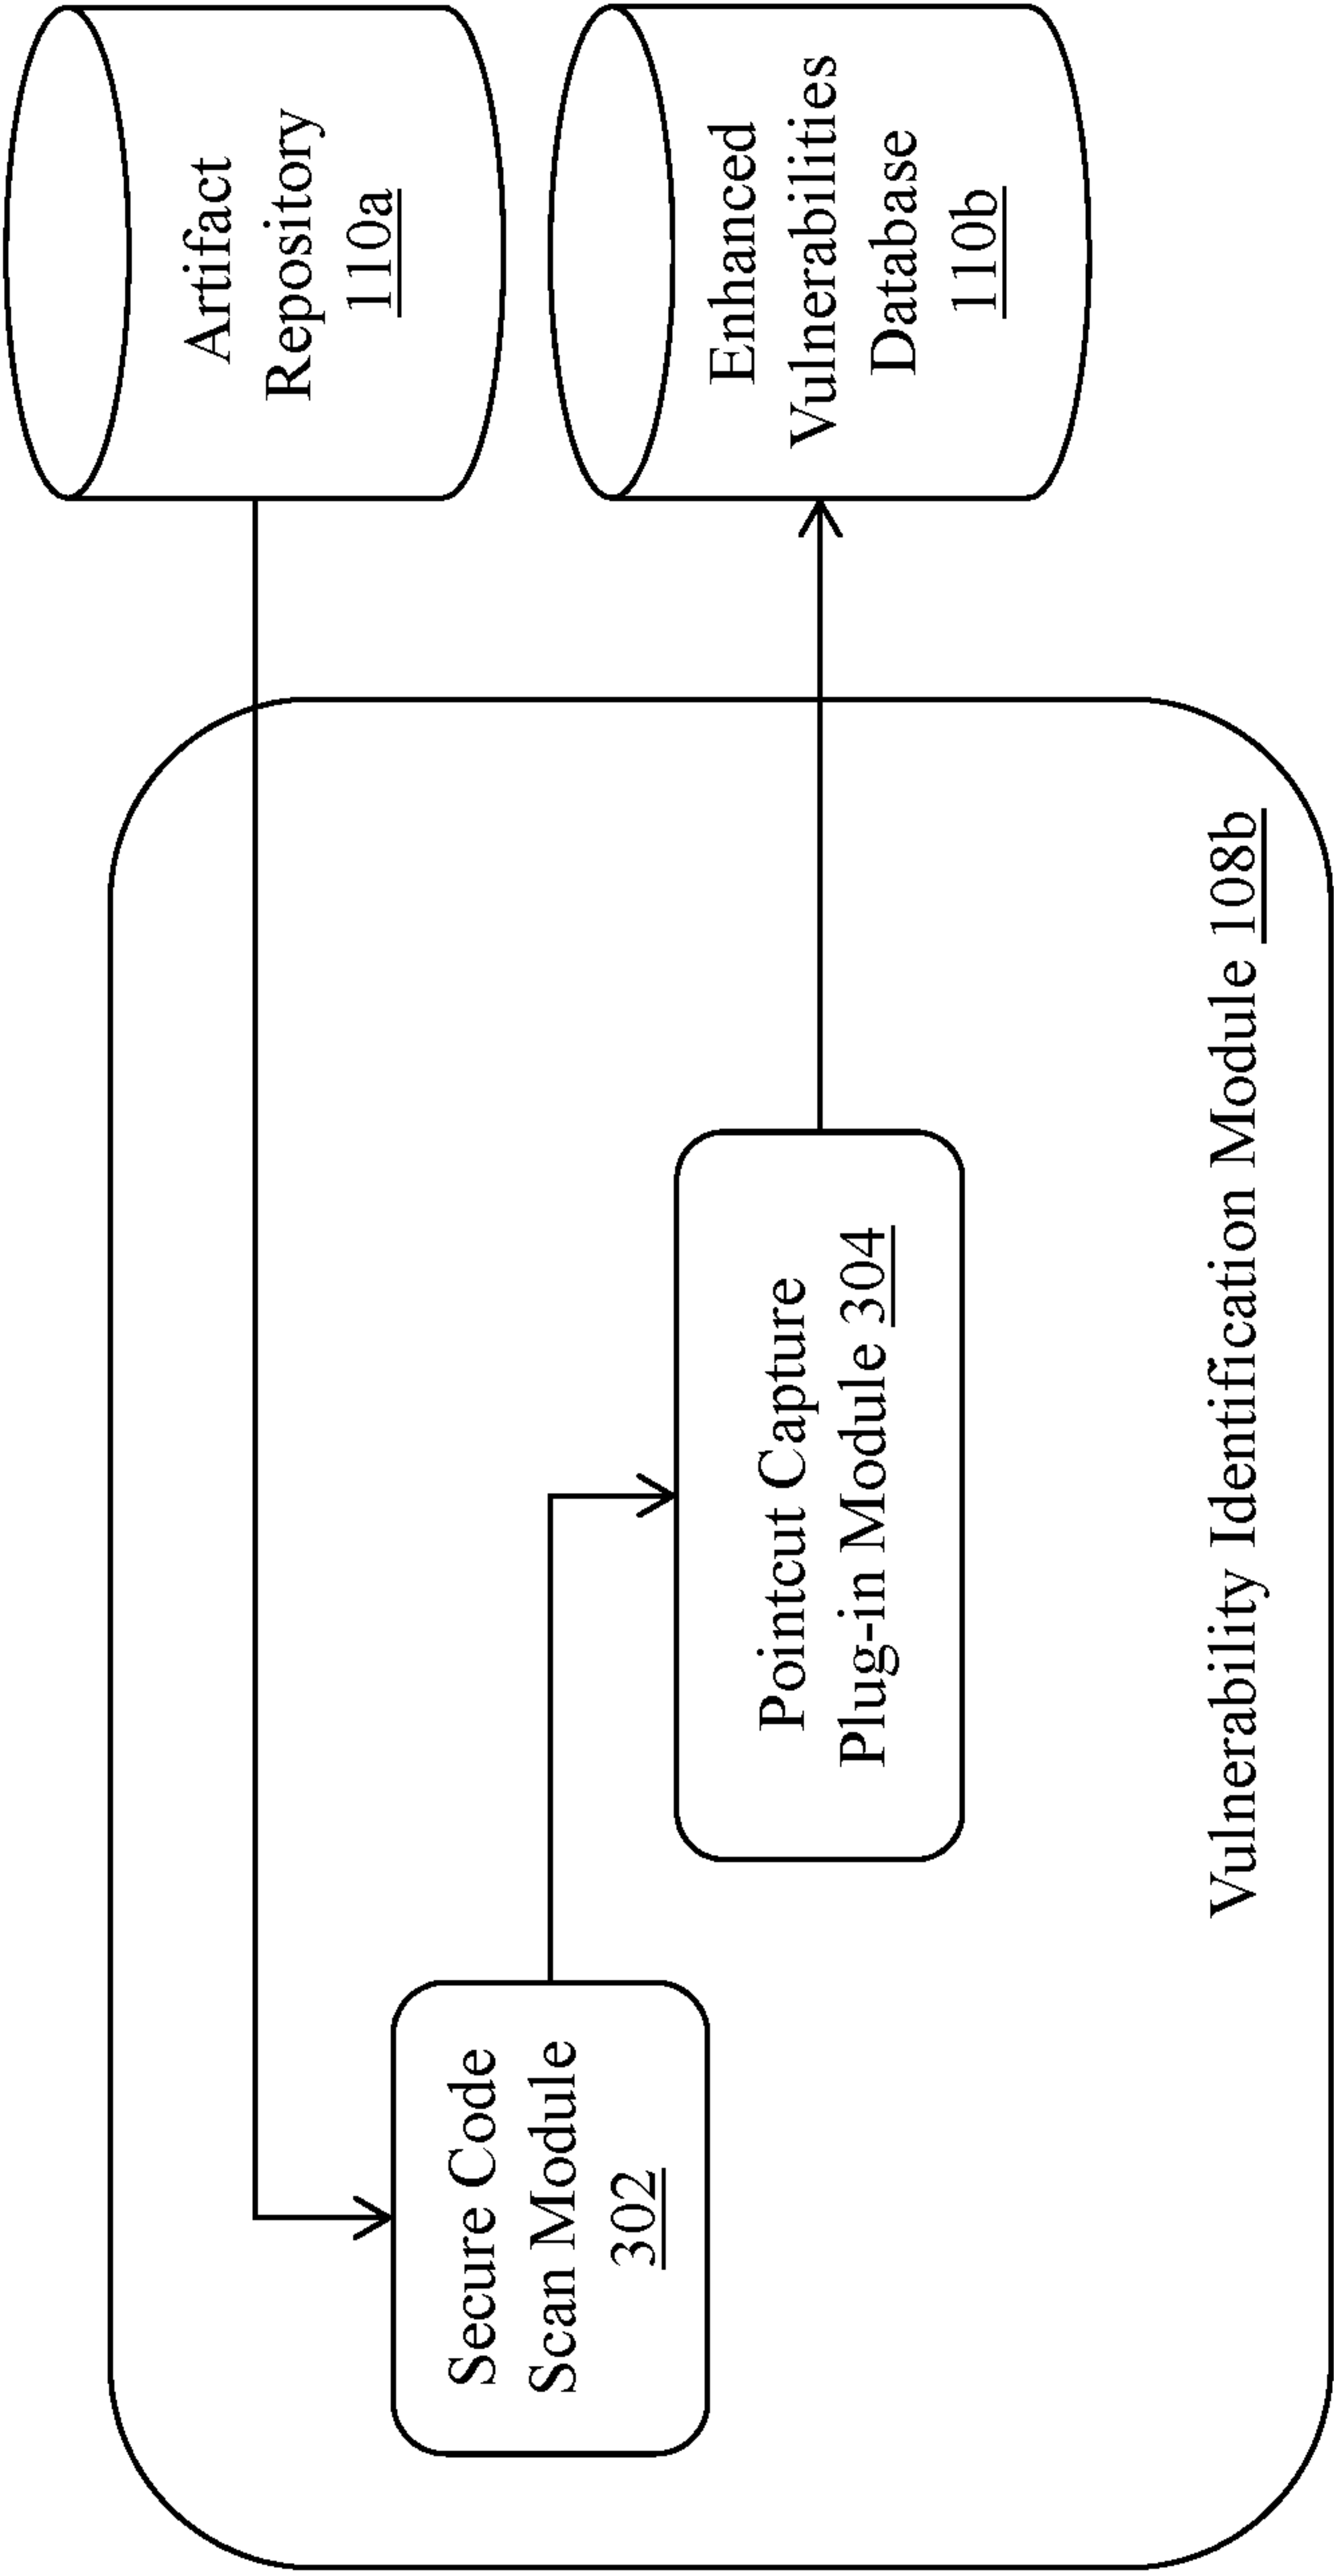 Artifact
Repository
110a
Secure Code
Scan Module
302
Pointcut Capture
Plug-in Module 304
Enhanced
Vulnerabilities
Database
110b
Vulnerability Identification Module 108b